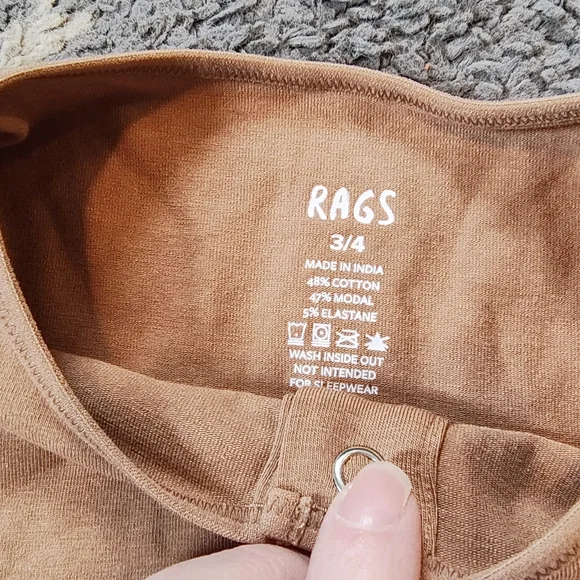 RAGS
3/4
MADE IN INDIA
48% COTTON
47% MODAL
5% ELASTANE
WASH INSIDE OUT
NOT INTENDED
FOR SLEEPWEAR